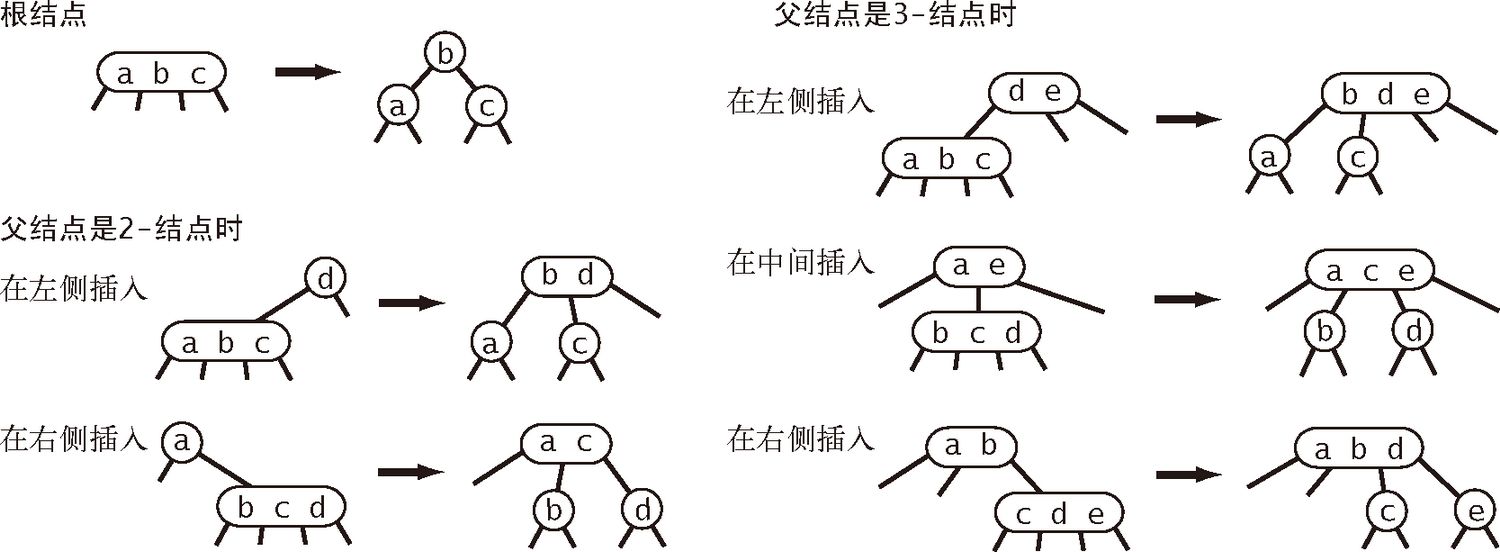 根结点
a b c
b
a
c
父结点是2-结点时
在左侧插入
d
a b c
b d
a
c
在右侧插入
a
b c d
a c
b
d
父结点是3-结点时
在左侧插入
d e
a b c
b d e
a
c
在中间插入
a e
b c d
a c e
b
d
在右侧插入
a b
c d e
a b d
c
e